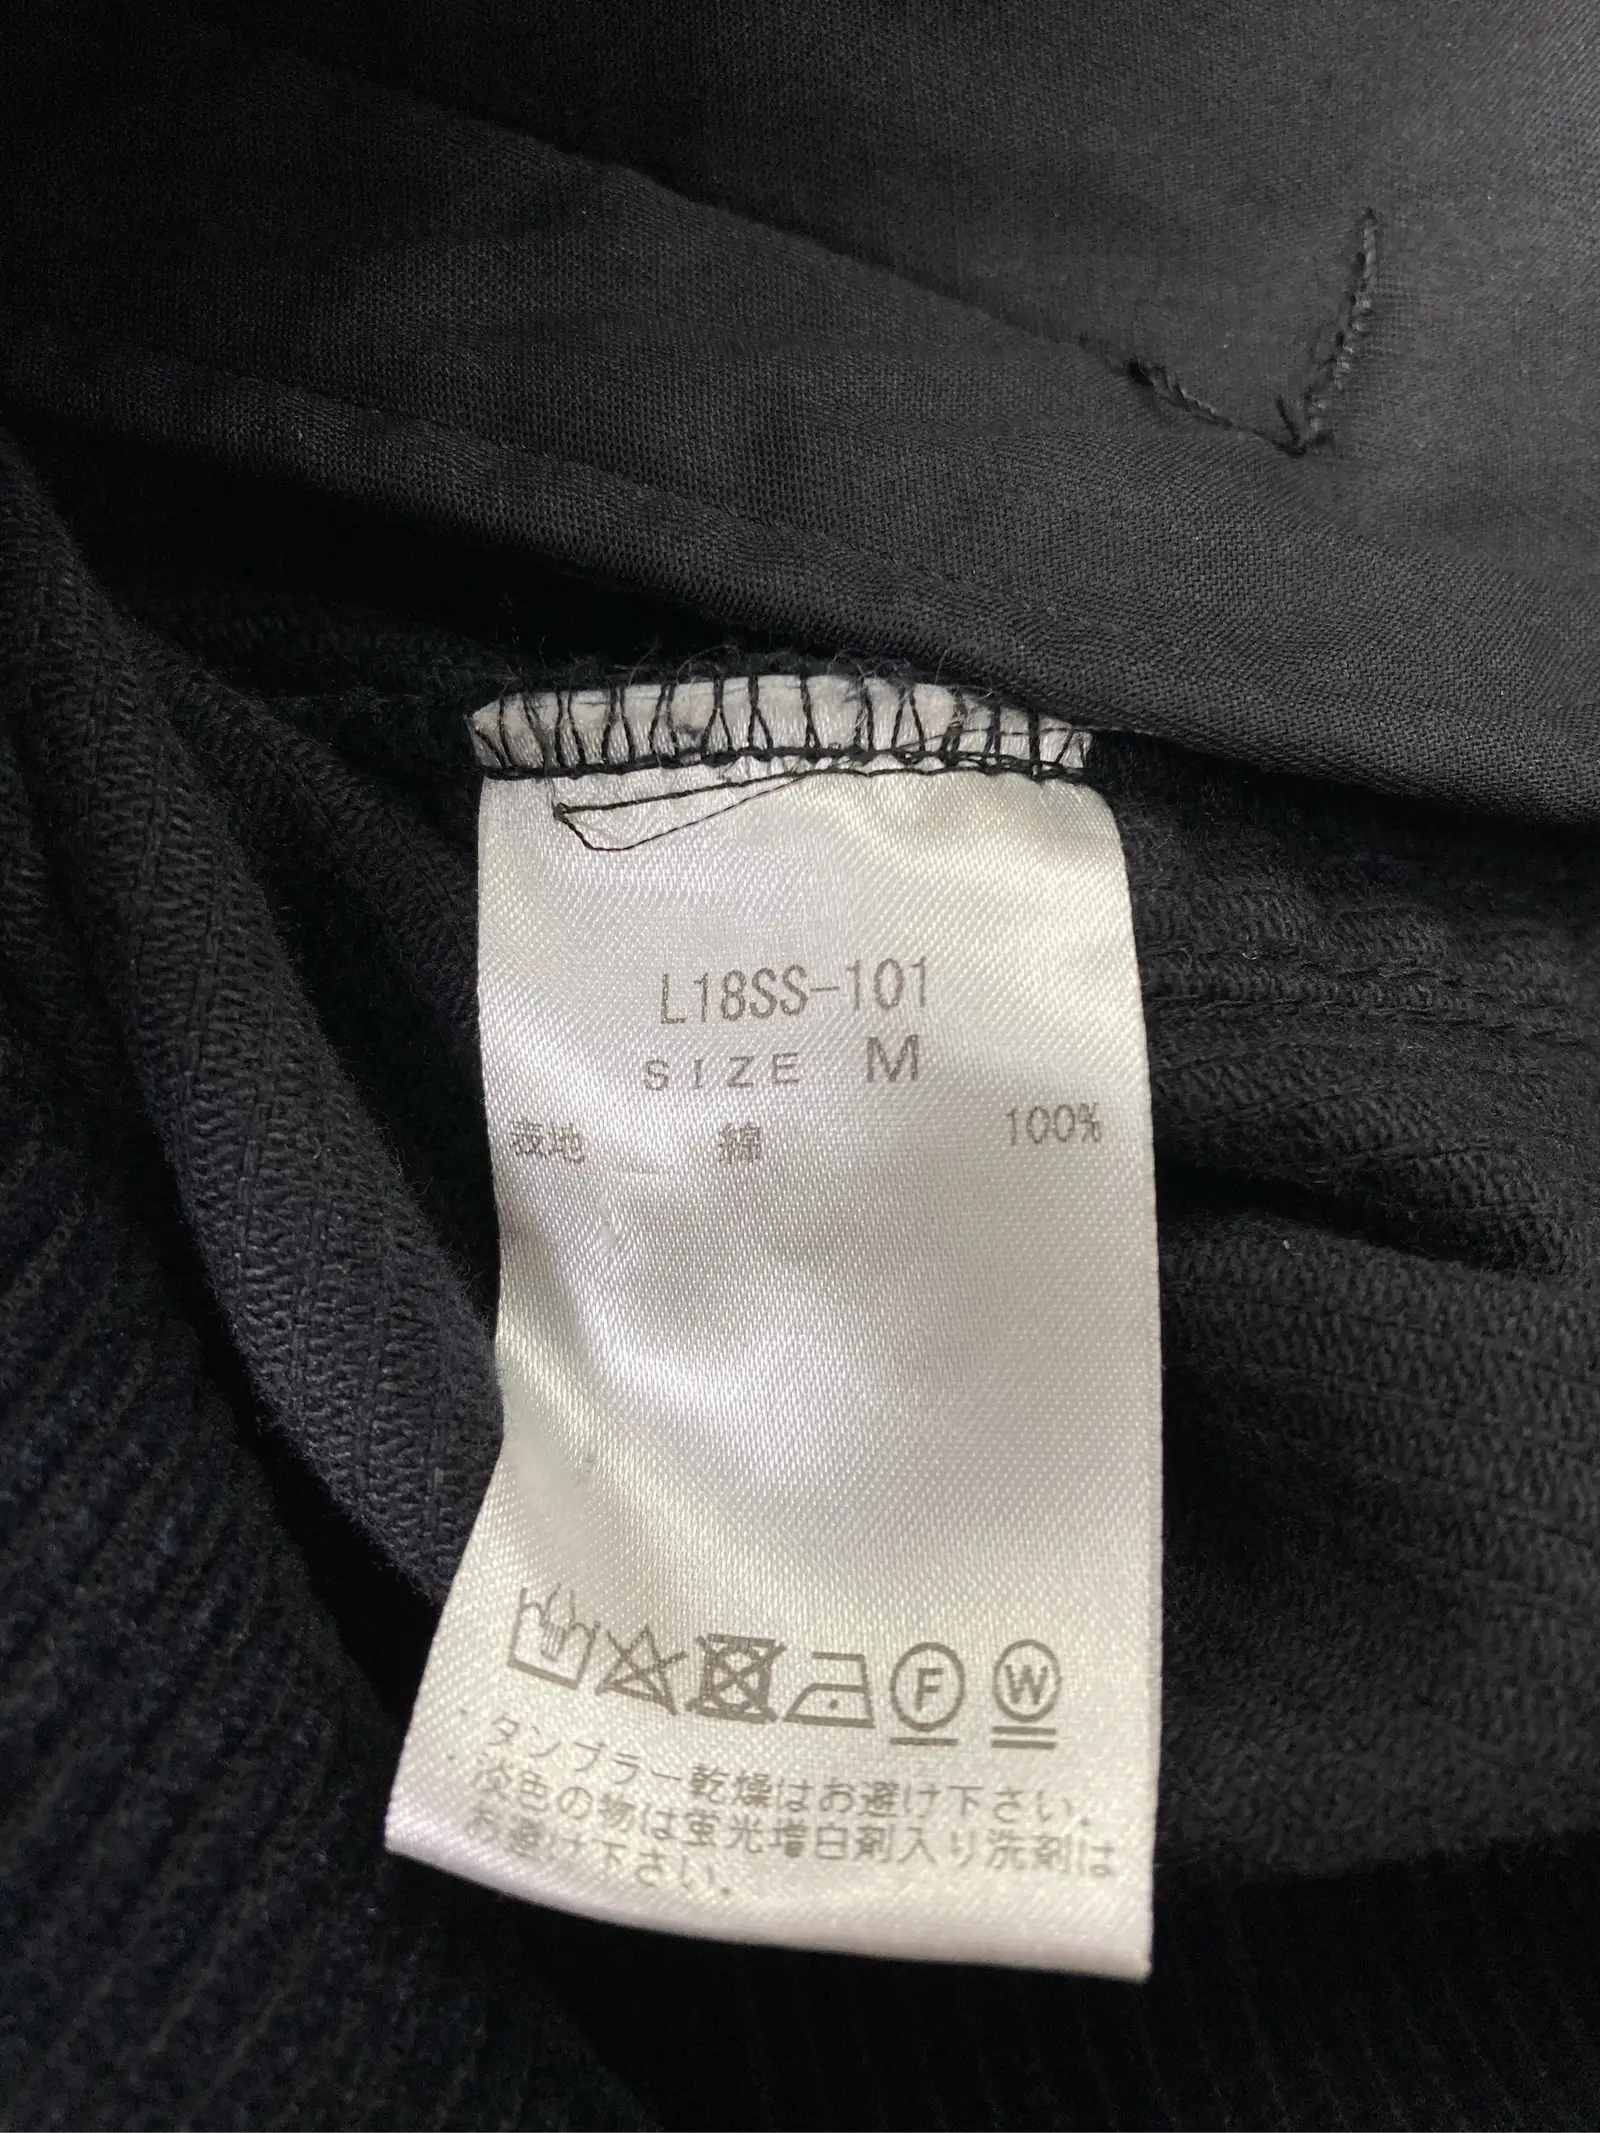 L18SS-101
SIZE M
表地 綿 100%
F W
・タンブラー乾燥はお避け下さい。
・淡色の物は蛍光増白剤入り洗剤は
お避け下さい。